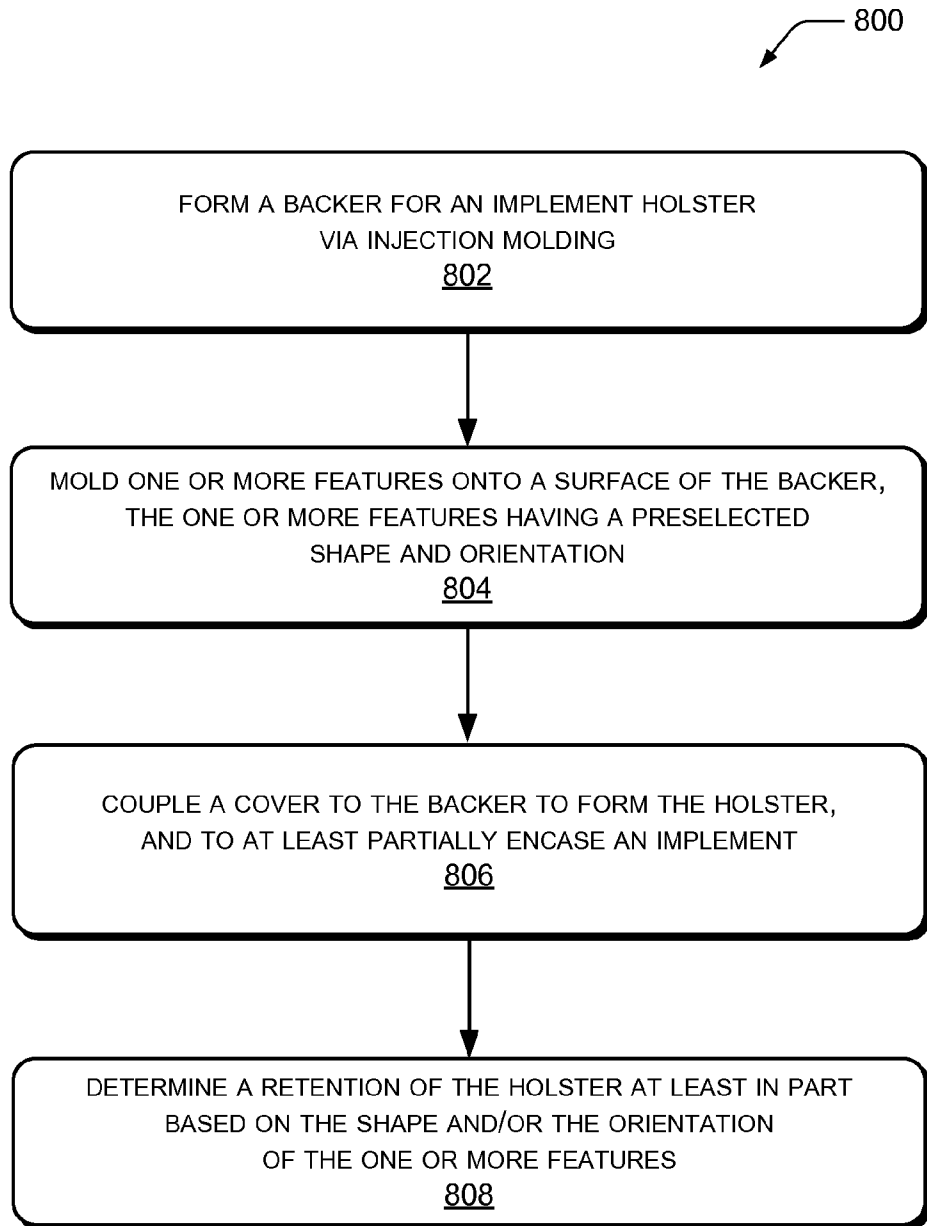 800
FORM A BACKER FOR AN IMPLEMENT HOLSTER
VIA INJECTION MOLDING
802
MOLD ONE OR MORE FEATURES ONTO A SURFACE OF THE BACKER,
THE ONE OR MORE FEATURES HAVING A PRESELECTED
SHAPE AND ORIENTATION
804
COUPLE A COVER TO THE BACKER TO FORM THE HOLSTER,
AND TO AT LEAST PARTIALLY ENCASE AN IMPLEMENT
806
DETERMINE A RETENTION OF THE HOLSTER AT LEAST IN PART
BASED ON THE SHAPE AND/OR THE ORIENTATION
OF THE ONE OR MORE FEATURES
808